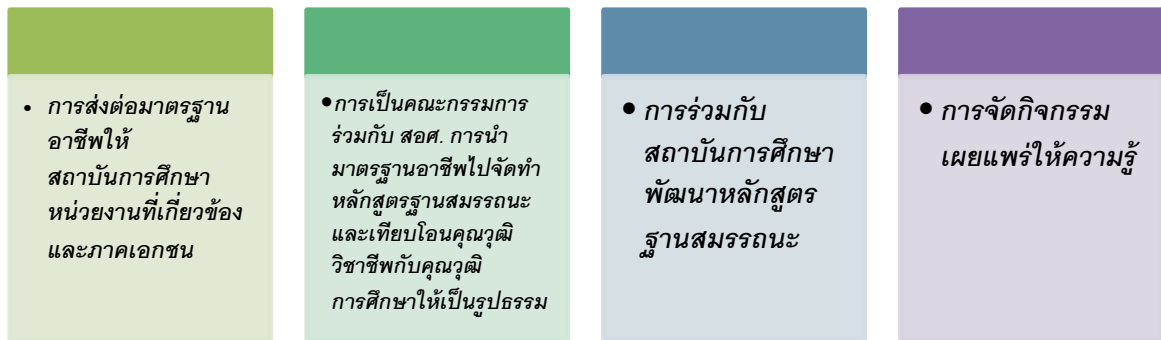 • การส่งต่อมาตรฐาน
อาชีพให้
สถาบันการศึกษา
หน่วยงานที่เกี่ยวข้อง
และภาคเอกชน
•การเป็นคณะกรรมการ
ร่วมกับ สอศ. การนำ
มาตรฐานอาชีพไปจัดทำ
หลักสูตรฐานสมรรถนะ
และเทียบโอนคุณวุฒิ
วิชาชีพกับคุณวุฒิ
การศึกษาให้เป็นรูปธรรม
• การร่วมกับ
สถาบันการศึกษา
พัฒนาหลักสูตร
ฐานสมรรถนะ
• การจัดกิจกรรม
เผยแพร่ให้ความรู้